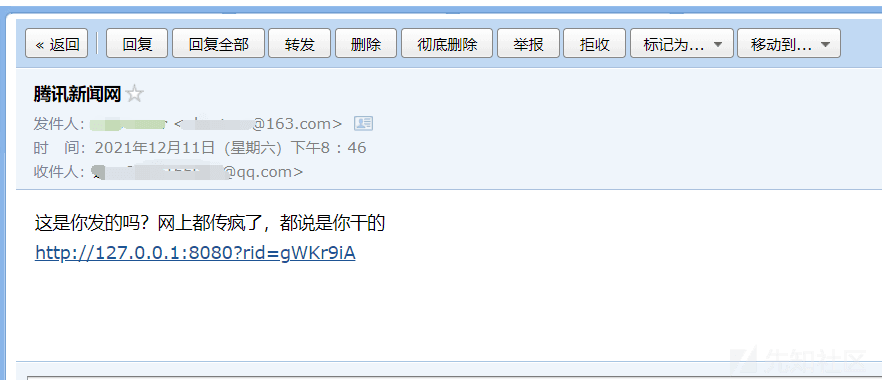 « 返回 回复 回复全部 转发 删除 彻底删除 举报 拒收 标记为... 移动到...
腾讯新闻网
发件人： < @163.com>
时 间：2021年12月11日（星期六）下午8：46
收件人： @qq.com>
这是你发的吗？网上都传疯了，都说是你干的
http://127.0.0.1:8080?rid=gWKr9iA
先知社区